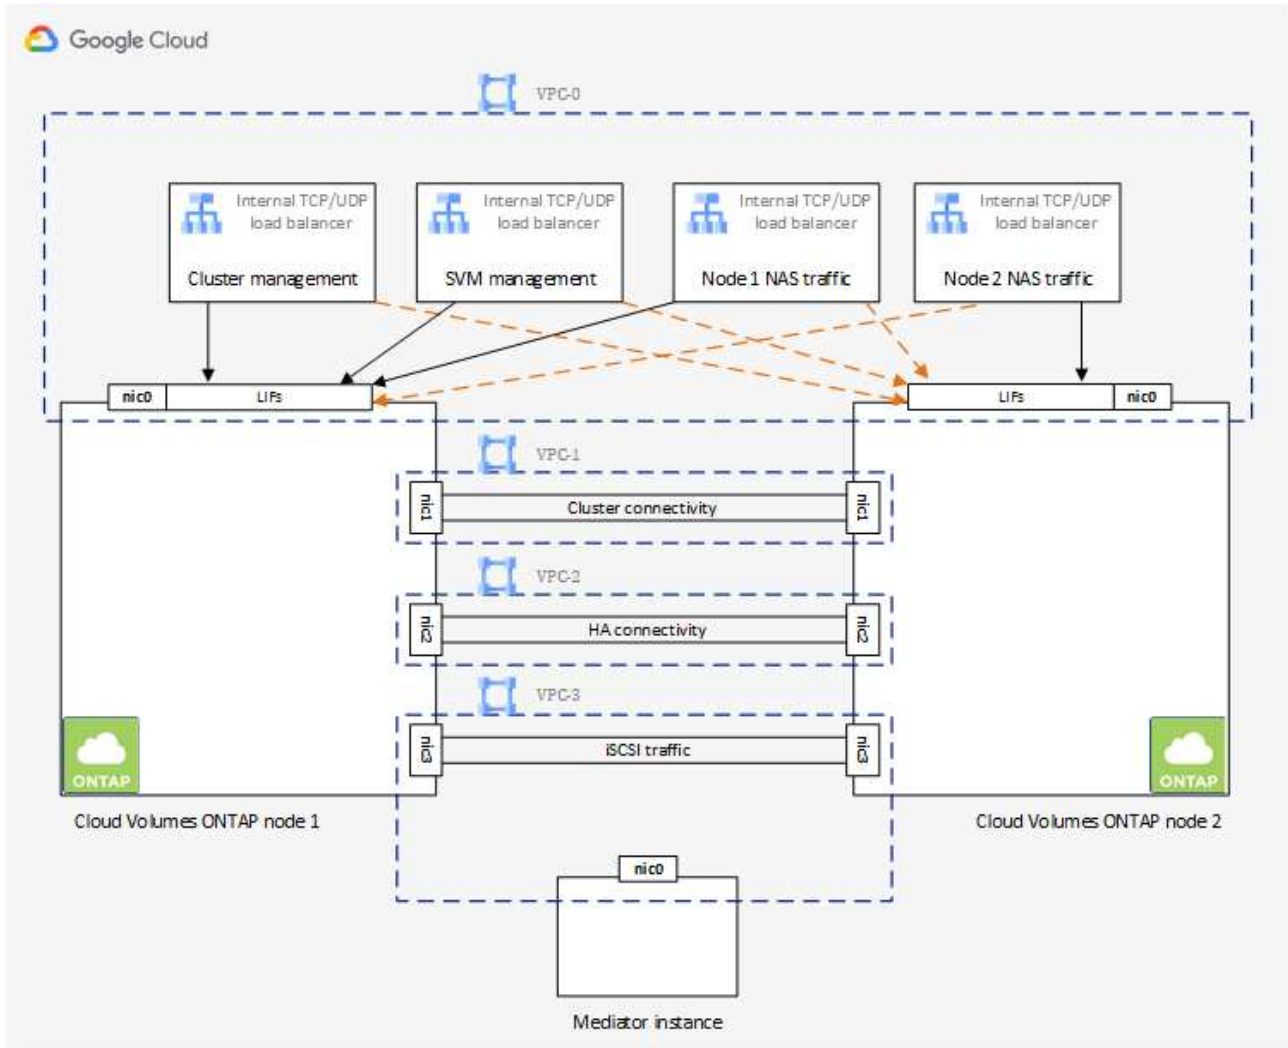 Google Cloud
VPC-0
Internal TCP/UDP
load balancer
Cluster management
Internal TCP/UDP
load balancer
SVM management
Internal TCP/UDP
load balancer
Node 1 NAS traffic
Internal TCP/UDP
load balancer
Node 2 NAS traffic
nic0
LIFs
LIFs
nic0
VPC-1
nic1
Cluster connectivity
nic1
VPC-2
nic2
HA connectivity
nic2
VPC-3
nic3
iSCSI traffic
nic3
ONTAP
ONTAP
Cloud Volumes ONTAP node 1
Cloud Volumes ONTAP node 2
nic0
Mediator instance